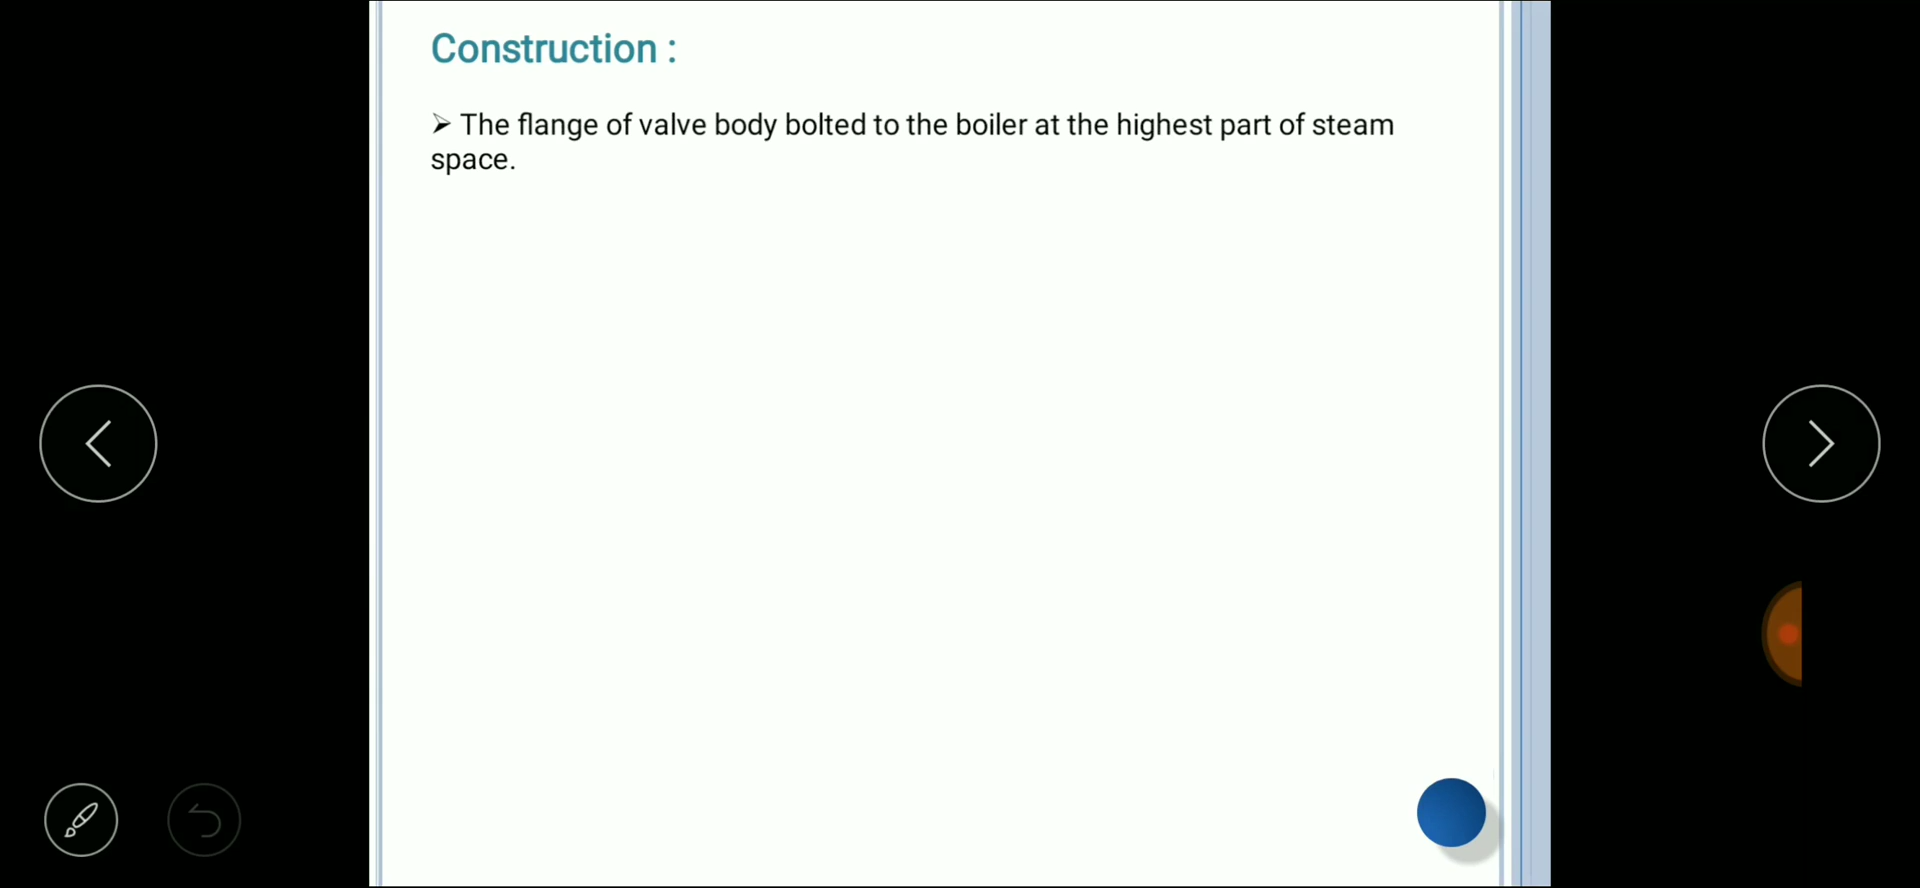 Construction :
➢ The flange of valve body bolted to the boiler at the highest part of steam
space.